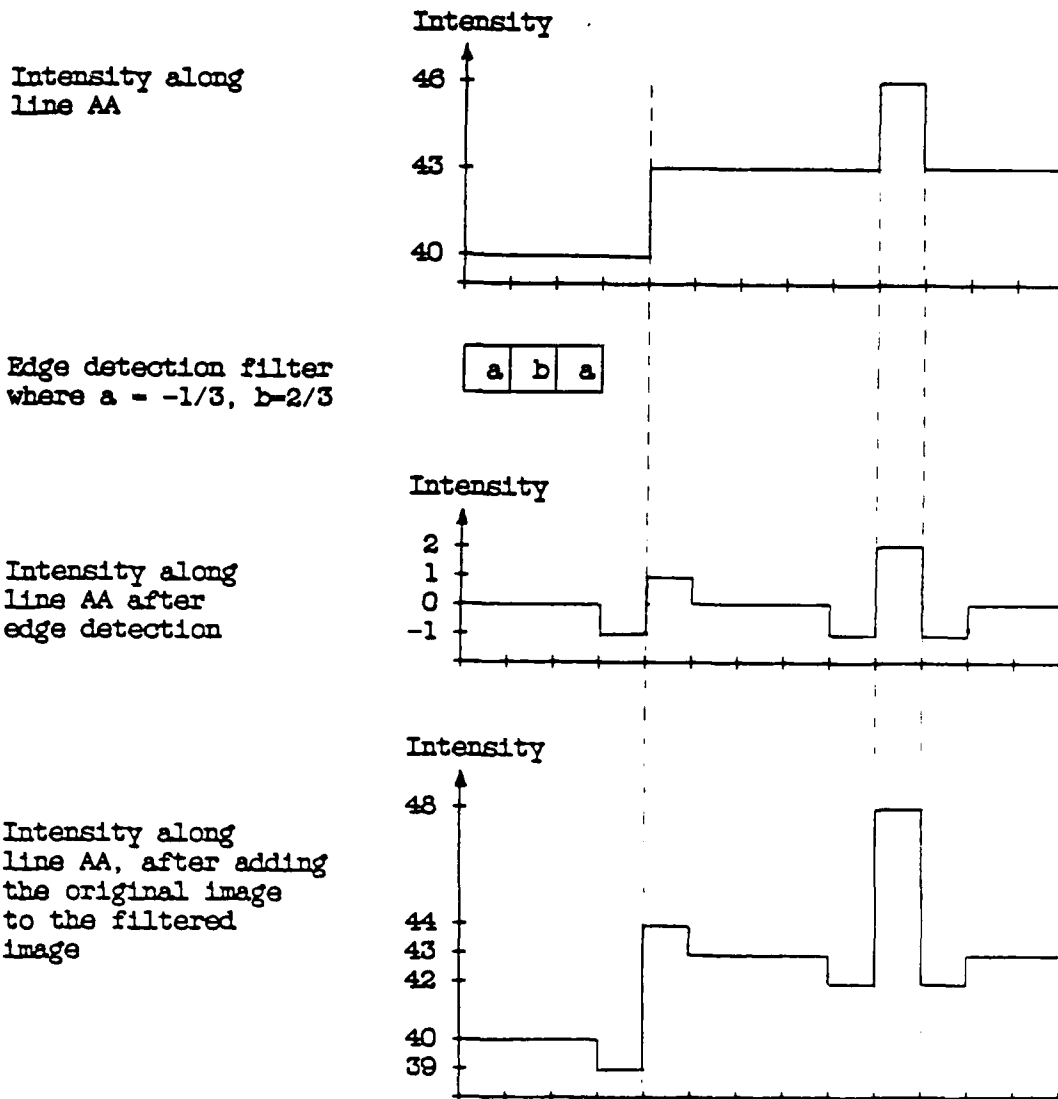 Intensity
Intensity along
line AA
46
43
40
Edge detection filter
where a = -1/3, b=2/3
a b a
Intensity
Intensity along
line AA after
edge detection
2
1
0
-1
Intensity
Intensity along
line AA, after adding
the original image
to the filtered
image
48
44
43
42
40
39